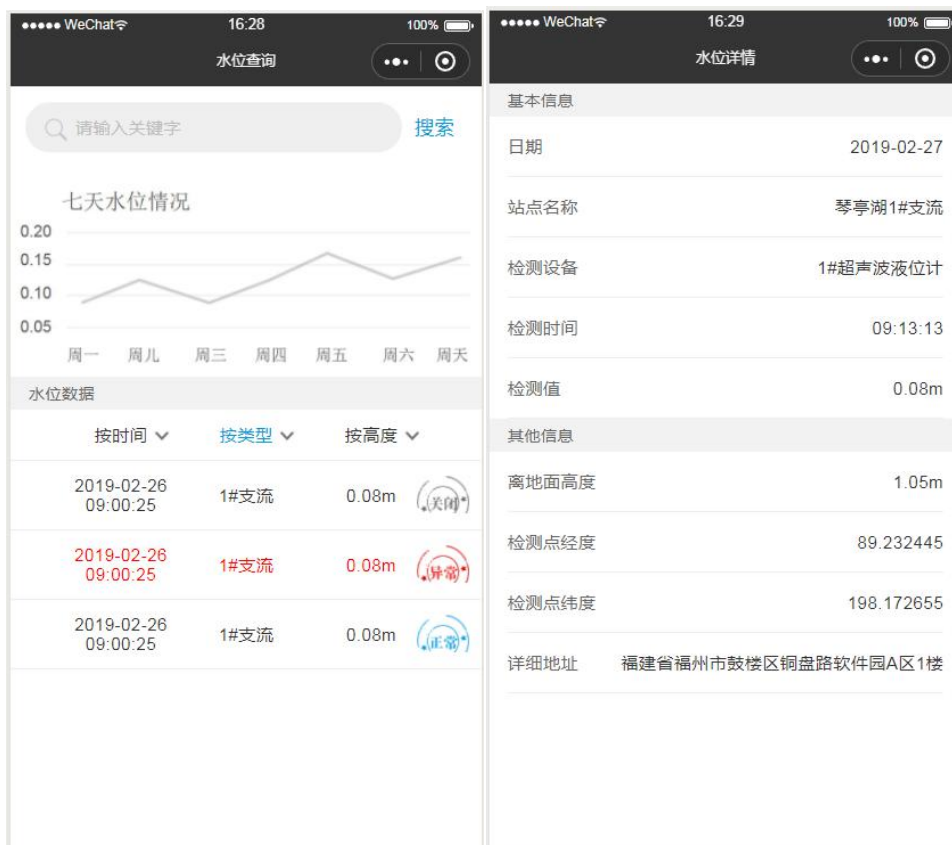 WeChat 16:28 100%
水位查询
请输入关键字 搜索
七天水位情况
0.20
0.15
0.10
0.05
周一 周儿 周三 周四 周五 周六 周天
水位数据
按时间 按类型 按高度
2019-02-26
09:00:25
1#支流 0.08m 关闭
2019-02-26
09:00:25
1#支流 0.08m 异常
2019-02-26
09:00:25
1#支流 0.08m 正常
WeChat 16:29 100%
水位详情
基本信息
日期 2019-02-27
站点名称 琴亭湖1#支流
检测设备 1#超声波液位计
检测时间 09:13:13
检测值 0.08m
其他信息
离地面高度 1.05m
检测点经度 89.232445
检测点纬度 198.172655
详细地址 福建省福州市鼓楼区铜盘路软件园A区1楼